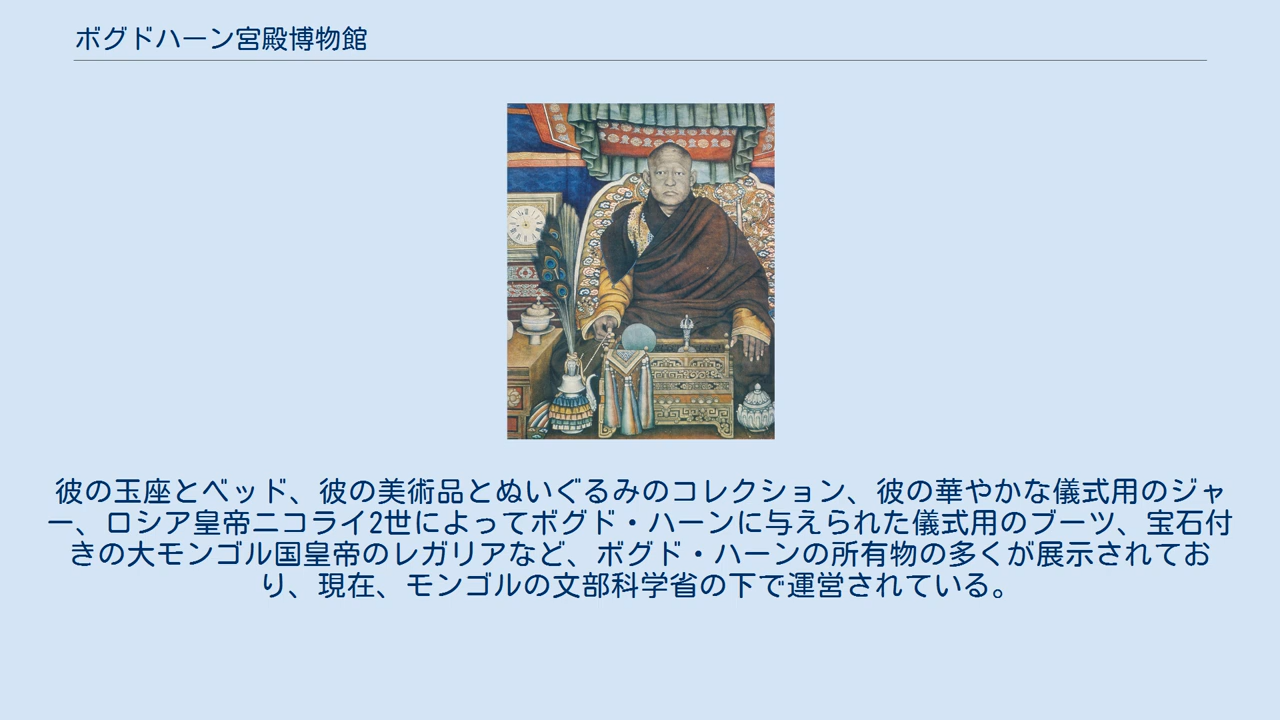 ボグドハーン宮殿博物館
彼の玉座とベッド、彼の美術品とぬいぐるみのコレクション、彼の華やかな儀式用のジャ
ー、ロシア皇帝ニコライ2世によってボグド・ハーンに与えられた儀式用のブーツ、宝石付
きの大モンゴル国皇帝のレガリアなど、ボグド・ハーンの所有物の多くが展示されてお
り、現在、モンゴルの文部科学省の下で運営されている。